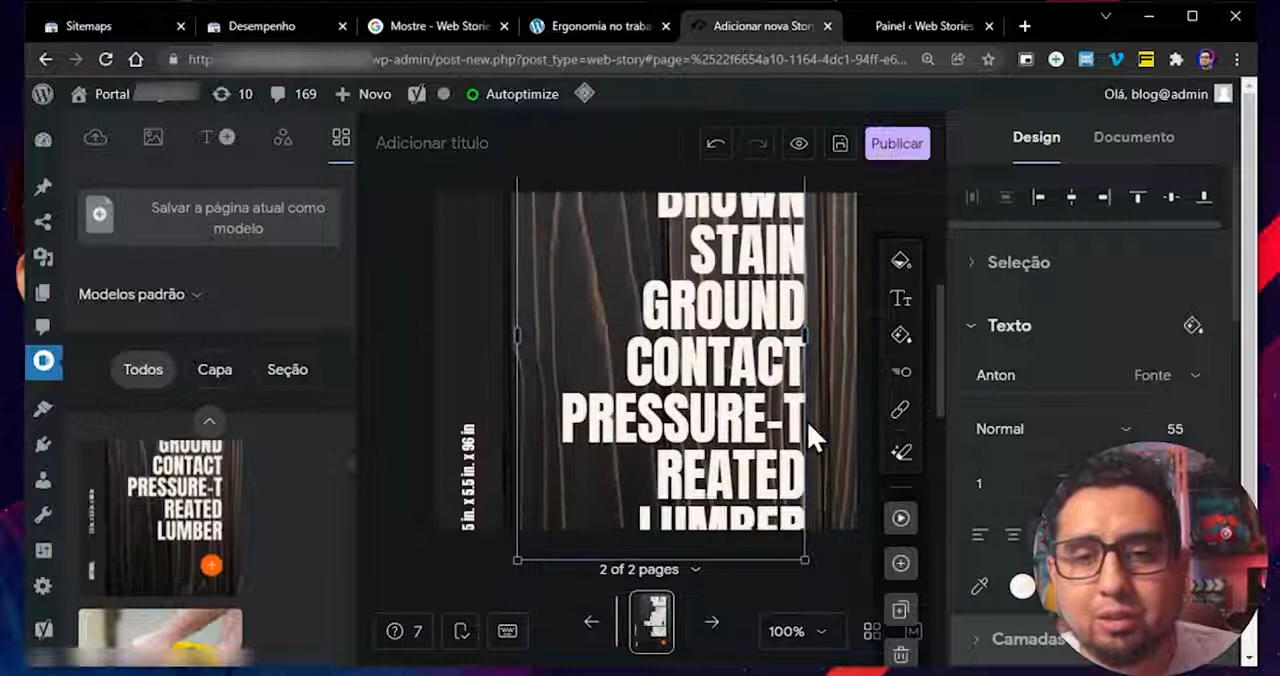 Sitemaps
Desempenho
Mostre - Web Storie
Ergonomia no traba
Adicionar nova Stor
Painel ‹ Web Stories
http
wp-admin/post-new.php?post_type=web-story#page=%2522f6654a10-1164-4dc1-94ff-e6...
Portal
10
169
Novo
Autoptimize
Olá, blog@admin
T
Adicionar título
Publicar
Design
Documento
Salvar a página atual como
modelo
Modelos padrão
Todos
Capa
Seção
GROUND
CONTACT
PRESSURE-T
REATED
LUMBER
BROWN
STAIN
GROUND
CONTACT
PRESSURE-T
REATED
LUMBER
5 in. x 5.5 in. x 96 in
2 of 2 pages
7
100%
Tт
Seleção
Texto
Anton
Fonte
Normal
55
1
Camadas